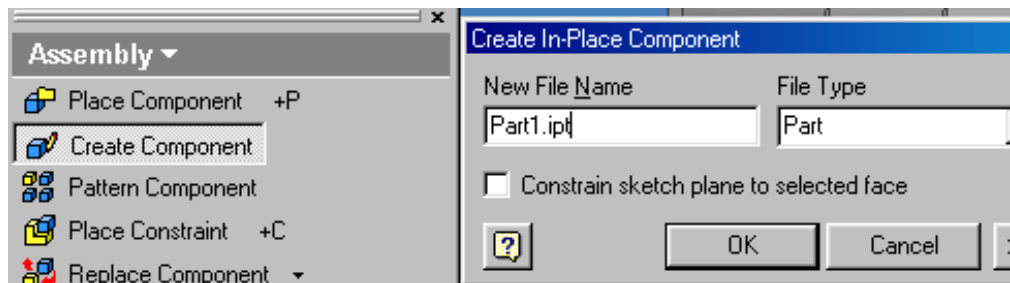 Assembly
Place Component +P
Create Component
Pattern Component
Place Constraint +C
Replace Component
Create In-Place Component
New File Name File Type
Part1.ipt Part
Constrain sketch plane to selected face
OK Cancel